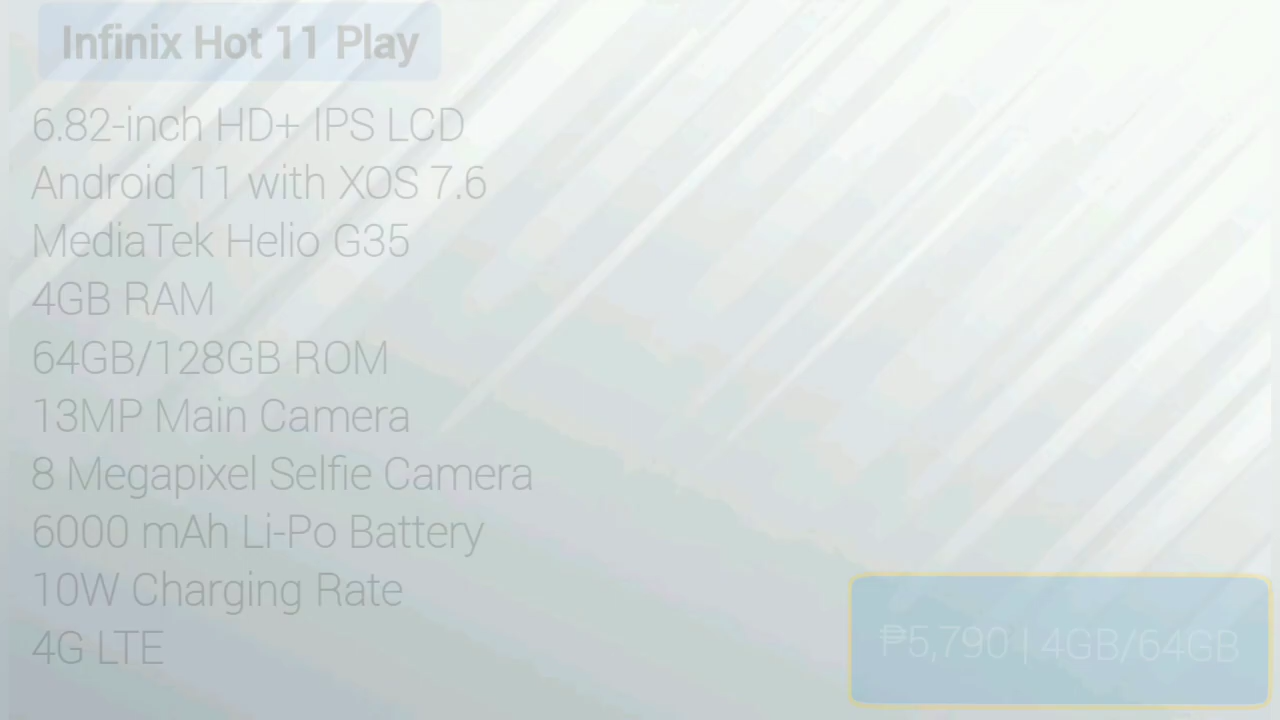 Infinix Hot 11 Play
6.82-inch HD+ IPS LCD
Android 11 with XOS 7.6
MediaTek Helio G35
4GB RAM
64GB/128GB ROM
13MP Main Camera
8 Megapixel Selfie Camera
6000 mAh Li-Po Battery
10W Charging Rate
4G LTE
₱5,790 | 4GB/64GB